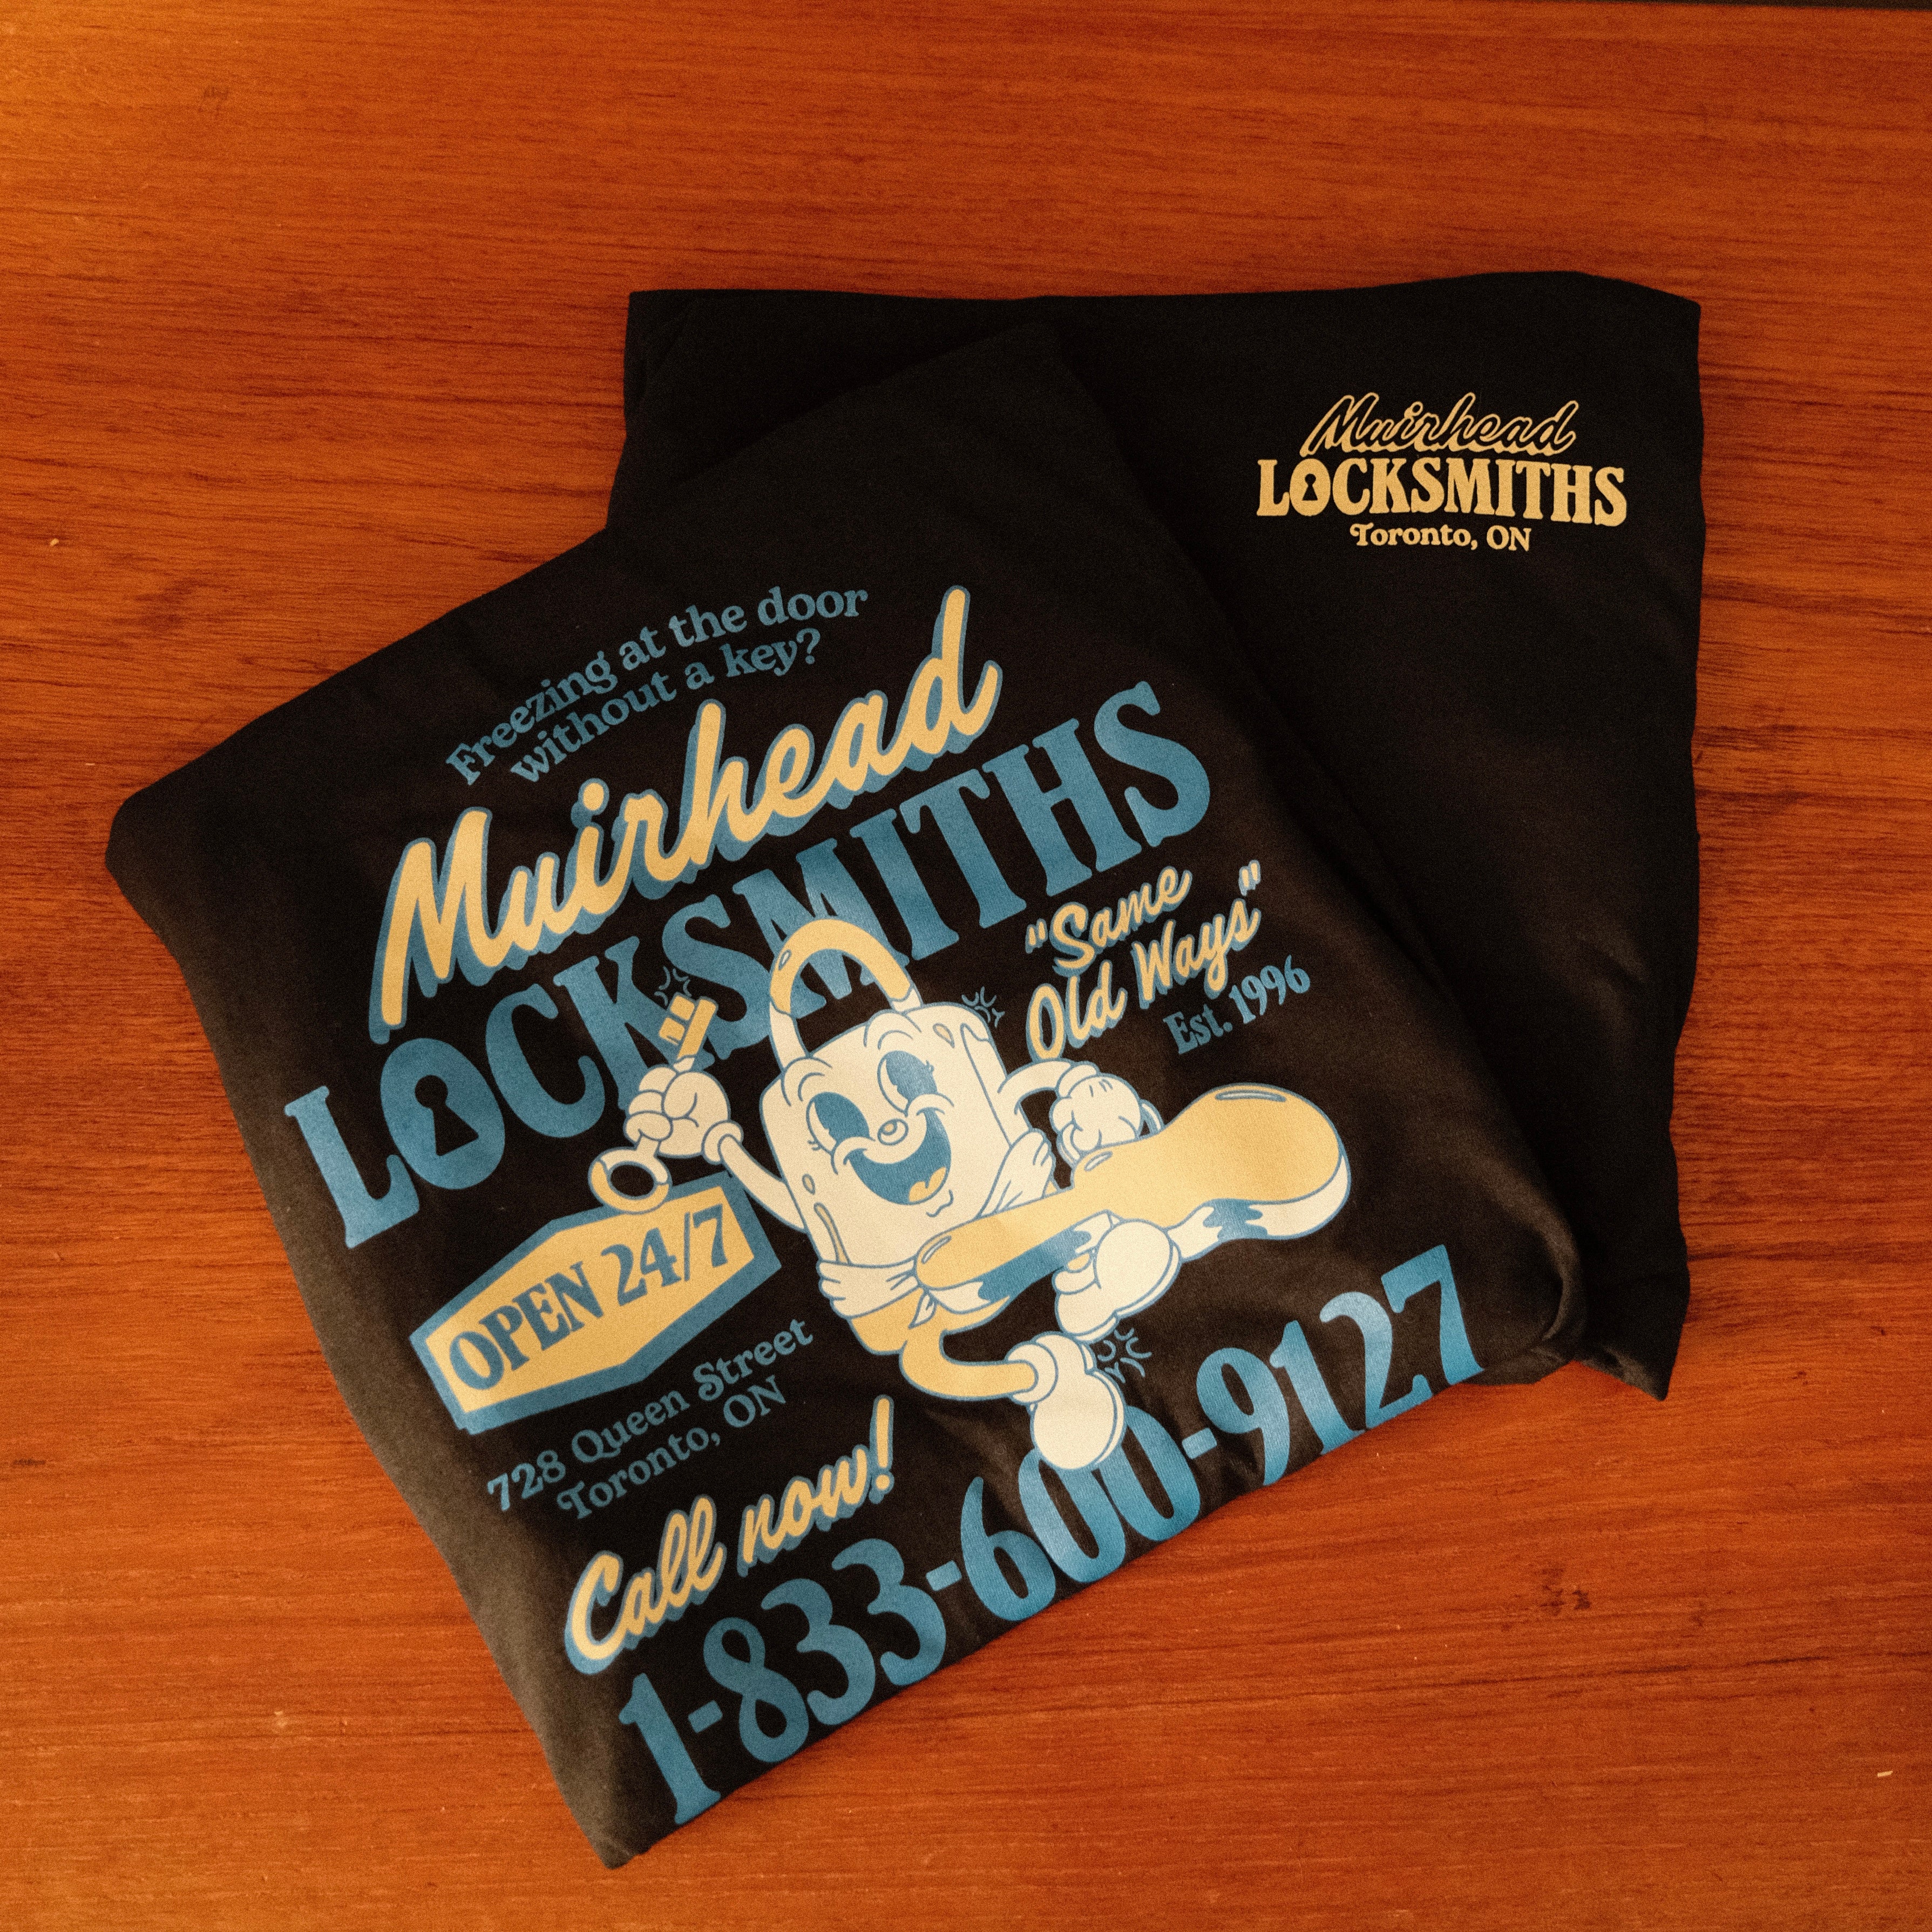 Muirhead
LOCKSMITHS
Toronto, ON
Freezing at the door
without a key?
Muirhead
LOCKSMITHS
"Same
Old Ways"
Est. 1996
OPEN 24/7
728 Queen Street
Toronto, ON
Call now!
1-833-600-9127